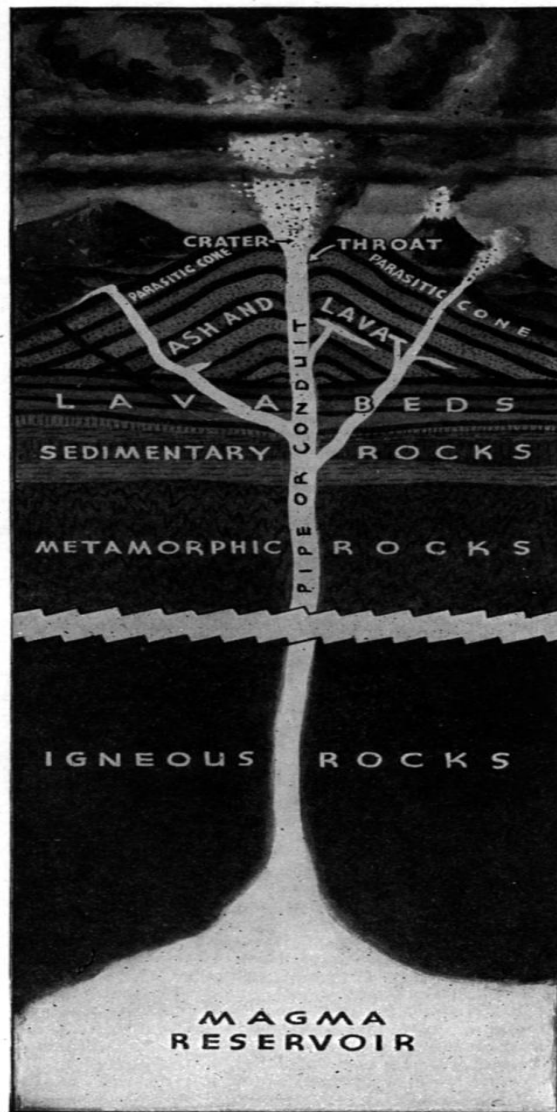 CRATER
THROAT
PARASITIC CONE
PARASITIC CONE
ASH AND LAVA
LAVA BEDS
SEDIMENTARY ROCKS
METAMORPHIC ROCKS
PIPE OR CONDUIT
IGNEOUS ROCKS
MAGMA
RESERVOIR